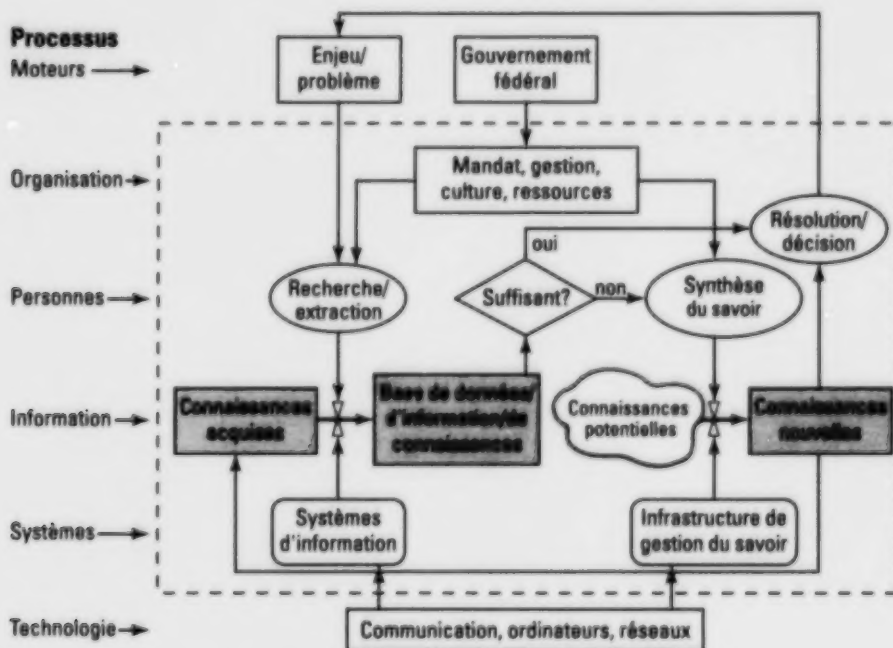 Processus
Moteurs
Enjeu/
problème
Gouvernement
fédéral
Organisation
Mandat, gestion,
culture, ressources
Résolution/
décision
oui
Personnes
Recherche/
extraction
Suffisant?
non
Synthèse
du savoir
Information
Connaissances
acquises
Base de données/
d'information/de
connaissances
Connaissances
potentielles
Connaissances
nouvelles
Systèmes
Systèmes
d'information
Infrastructure de
gestion du savoir
Technologie
Communication, ordinateurs, réseaux